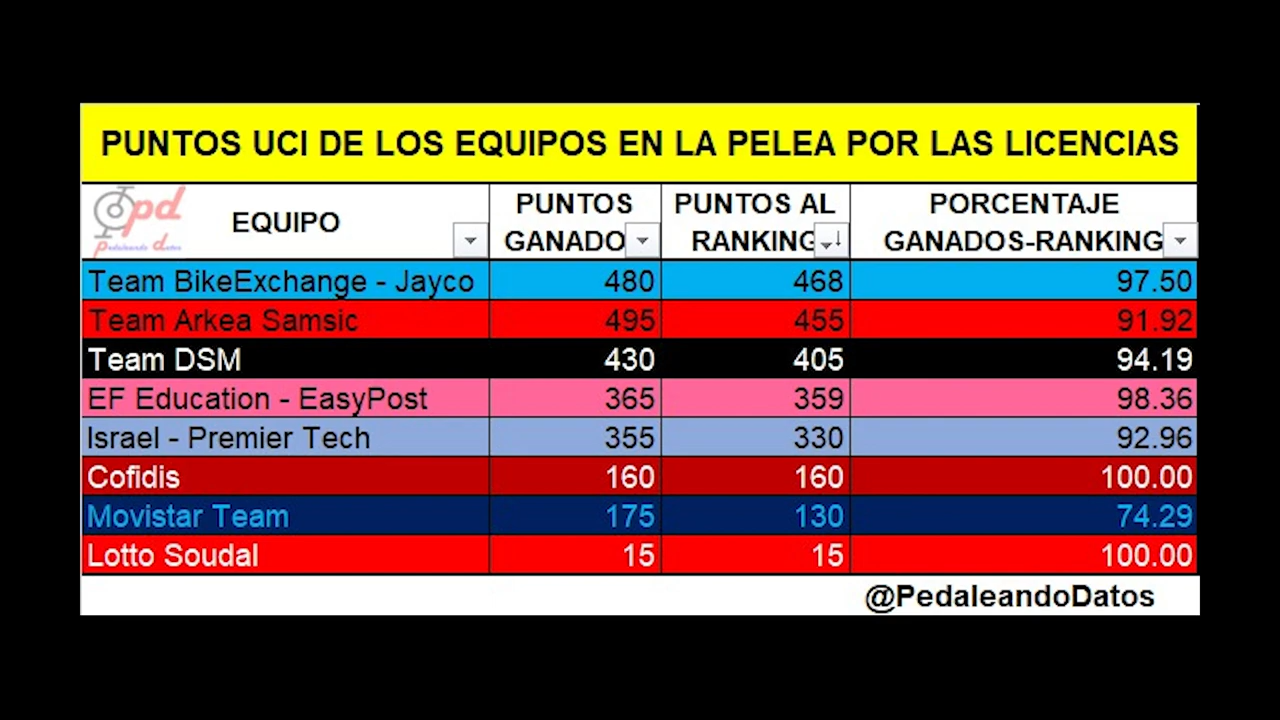 PUNTOS UCI DE LOS EQUIPOS EN LA PELEA POR LAS LICENCIAS
pd
Pedaleando Datos
EQUIPO
PUNTOS
GANADO
PUNTOS AL
RANKING
PORCENTAJE
GANADOS-RANKING
Team BikeExchange - Jayco 480 468 97.50
Team Arkea Samsic 495 455 91.92
Team DSM 430 405 94.19
EF Education - EasyPost 365 359 98.36
Israel - Premier Tech 355 330 92.96
Cofidis 160 160 100.00
Movistar Team 175 130 74.29
Lotto Soudal 15 15 100.00
@PedaleandoDatos